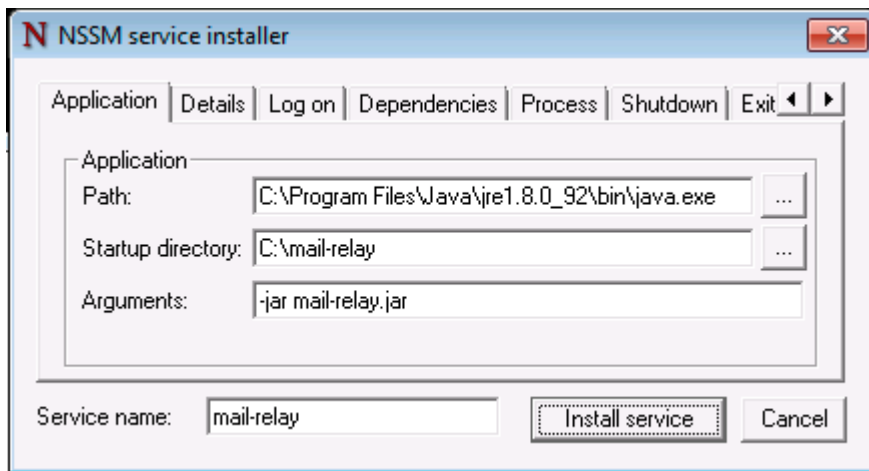 NSSM service installer
Application Details Log on Dependencies Process Shutdown Exit
Application
Path: C:\Program Files\Java\jre1.8.0_92\bin\java.exe ...
Startup directory: C:\mail-relay ...
Arguments: -jar mail-relay.jar
Service name: mail-relay Install service Cancel